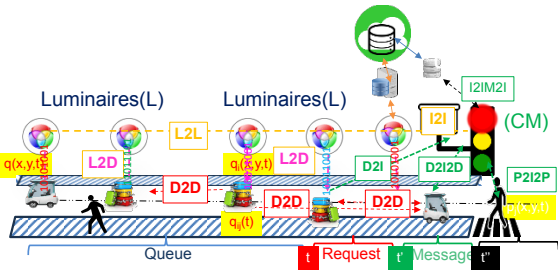 I2IM2I
Luminaires(L)
Luminaires(L)
(CM)
L2L
I2I
q(x,y,t)
L2D
L2D
D2I
D2I2D
P2I2P
D2D
D2D
D2D
qij(t)
Queue
t
Request
t'
Message
t"